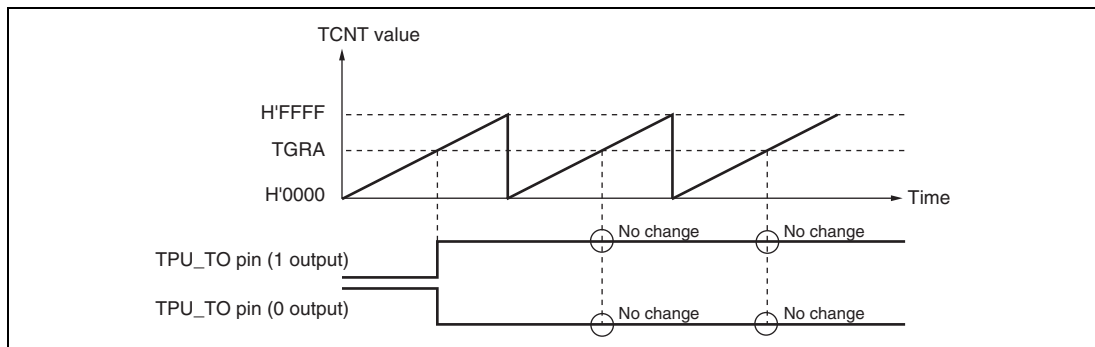 TCNT value
H'FFFF
TGRA
H'0000
Time
No change
No change
TPU_TO pin (1 output)
TPU_TO pin (0 output)
No change
No change